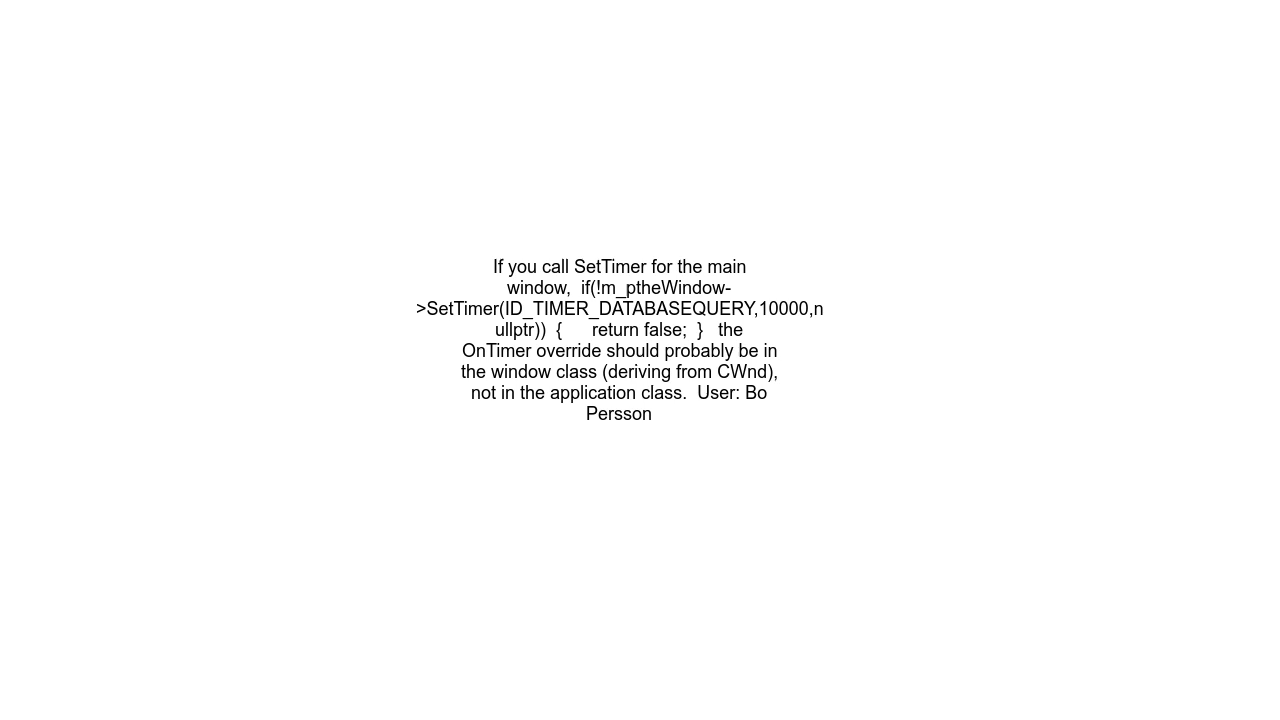 If you call SetTimer for the main
window,  if(!m_ptheWindow-
>SetTimer(ID_TIMER_DATABASEQUERY,10000,n
ullptr))  {      return false;  }   the
OnTimer override should probably be in
the window class (deriving from CWnd),
not in the application class.  User: Bo
Persson